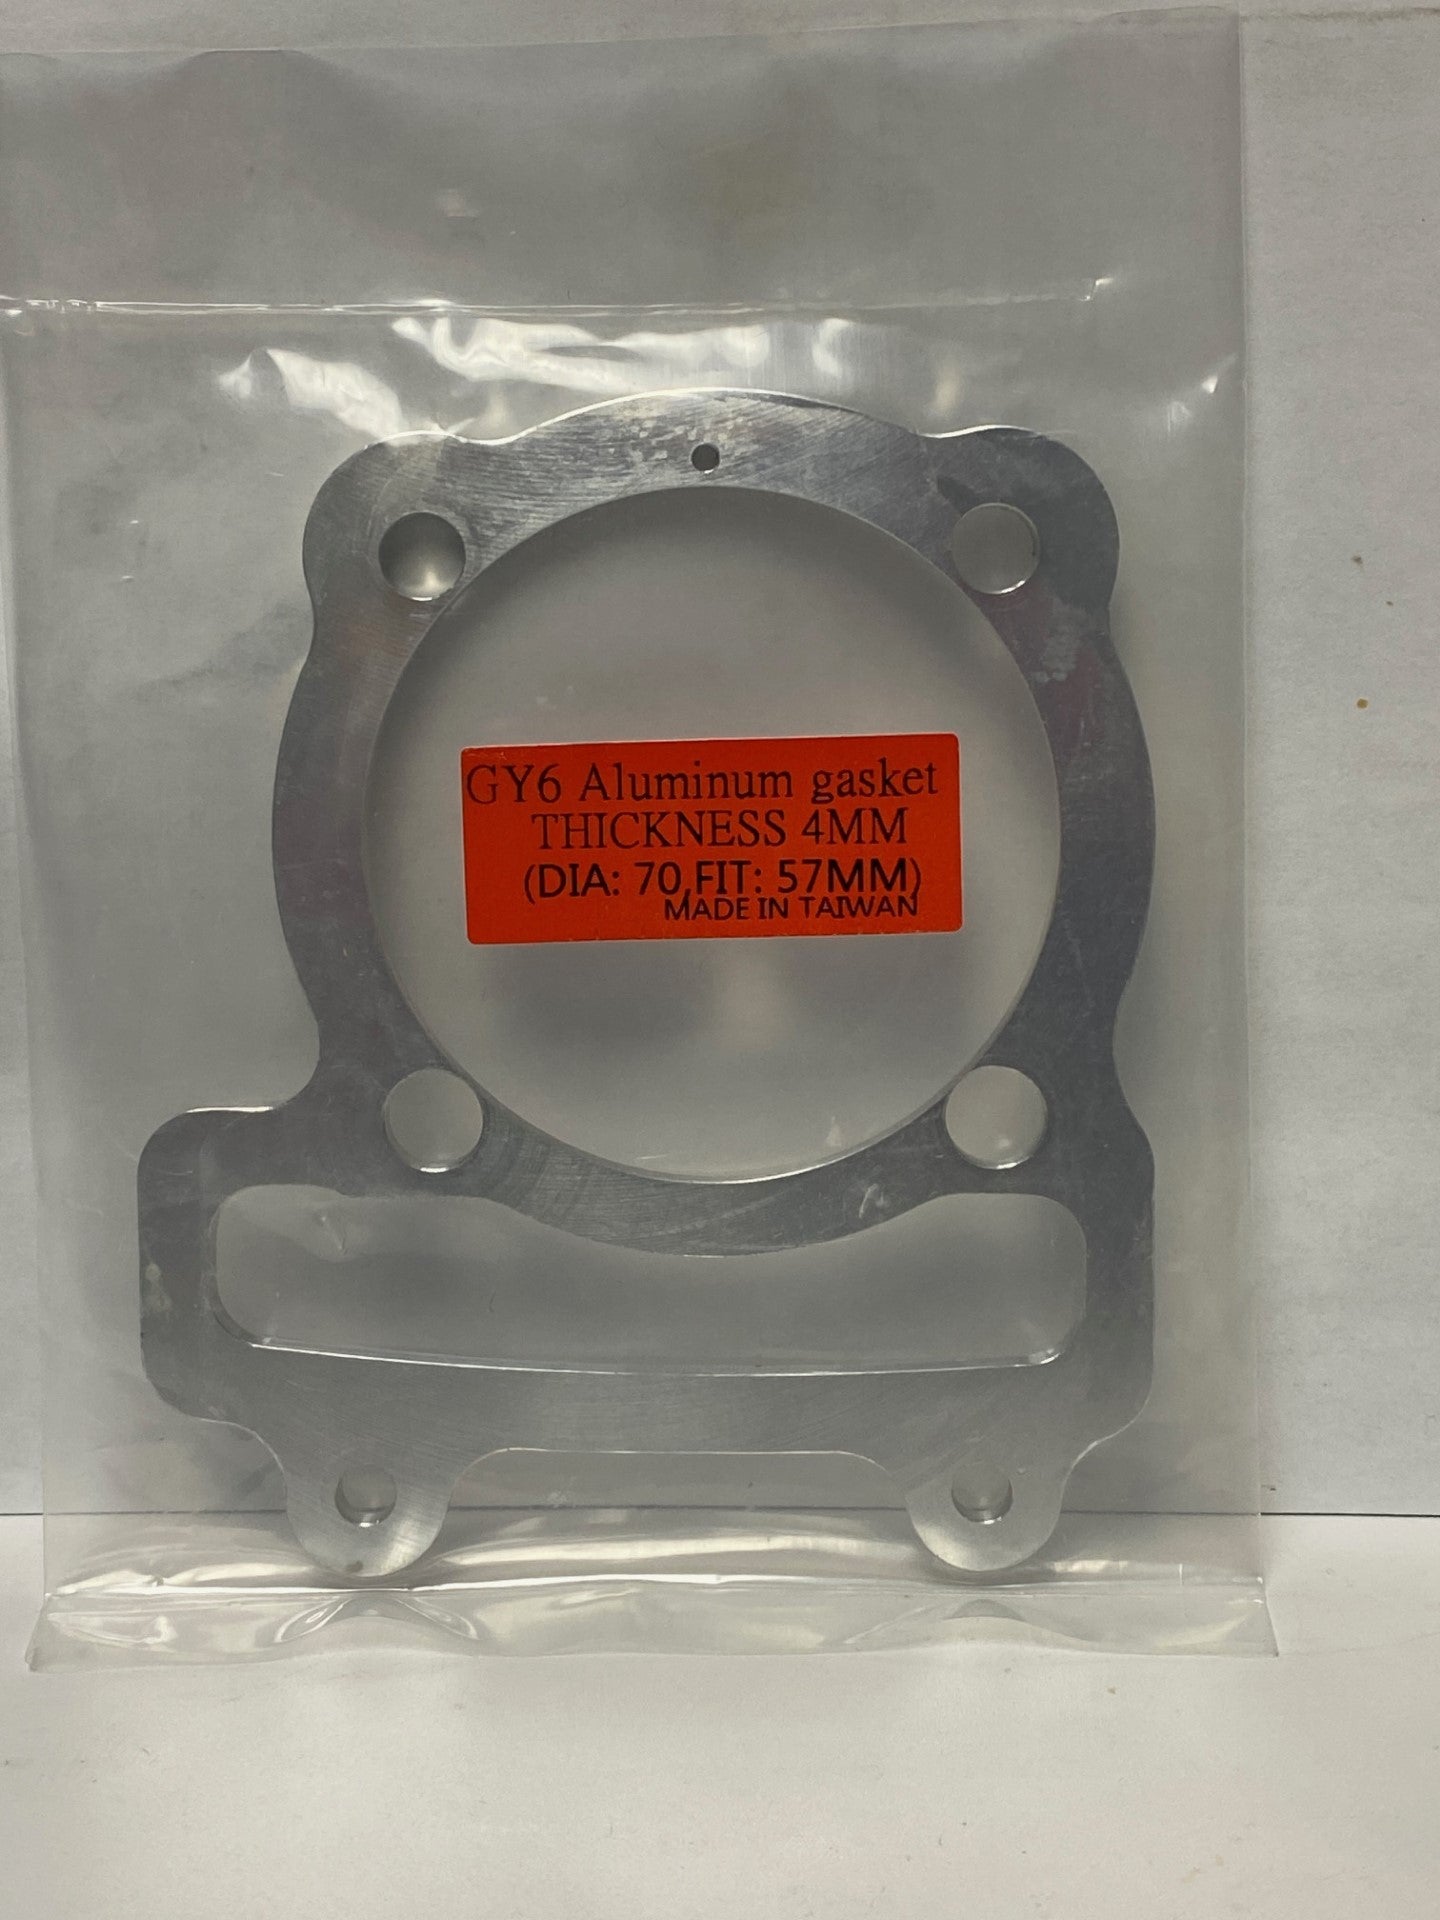 GY6 Aluminum gasket
THICKNESS 4MM
(DIA: 70,FIT: 57MM)
MADE IN TAIWAN